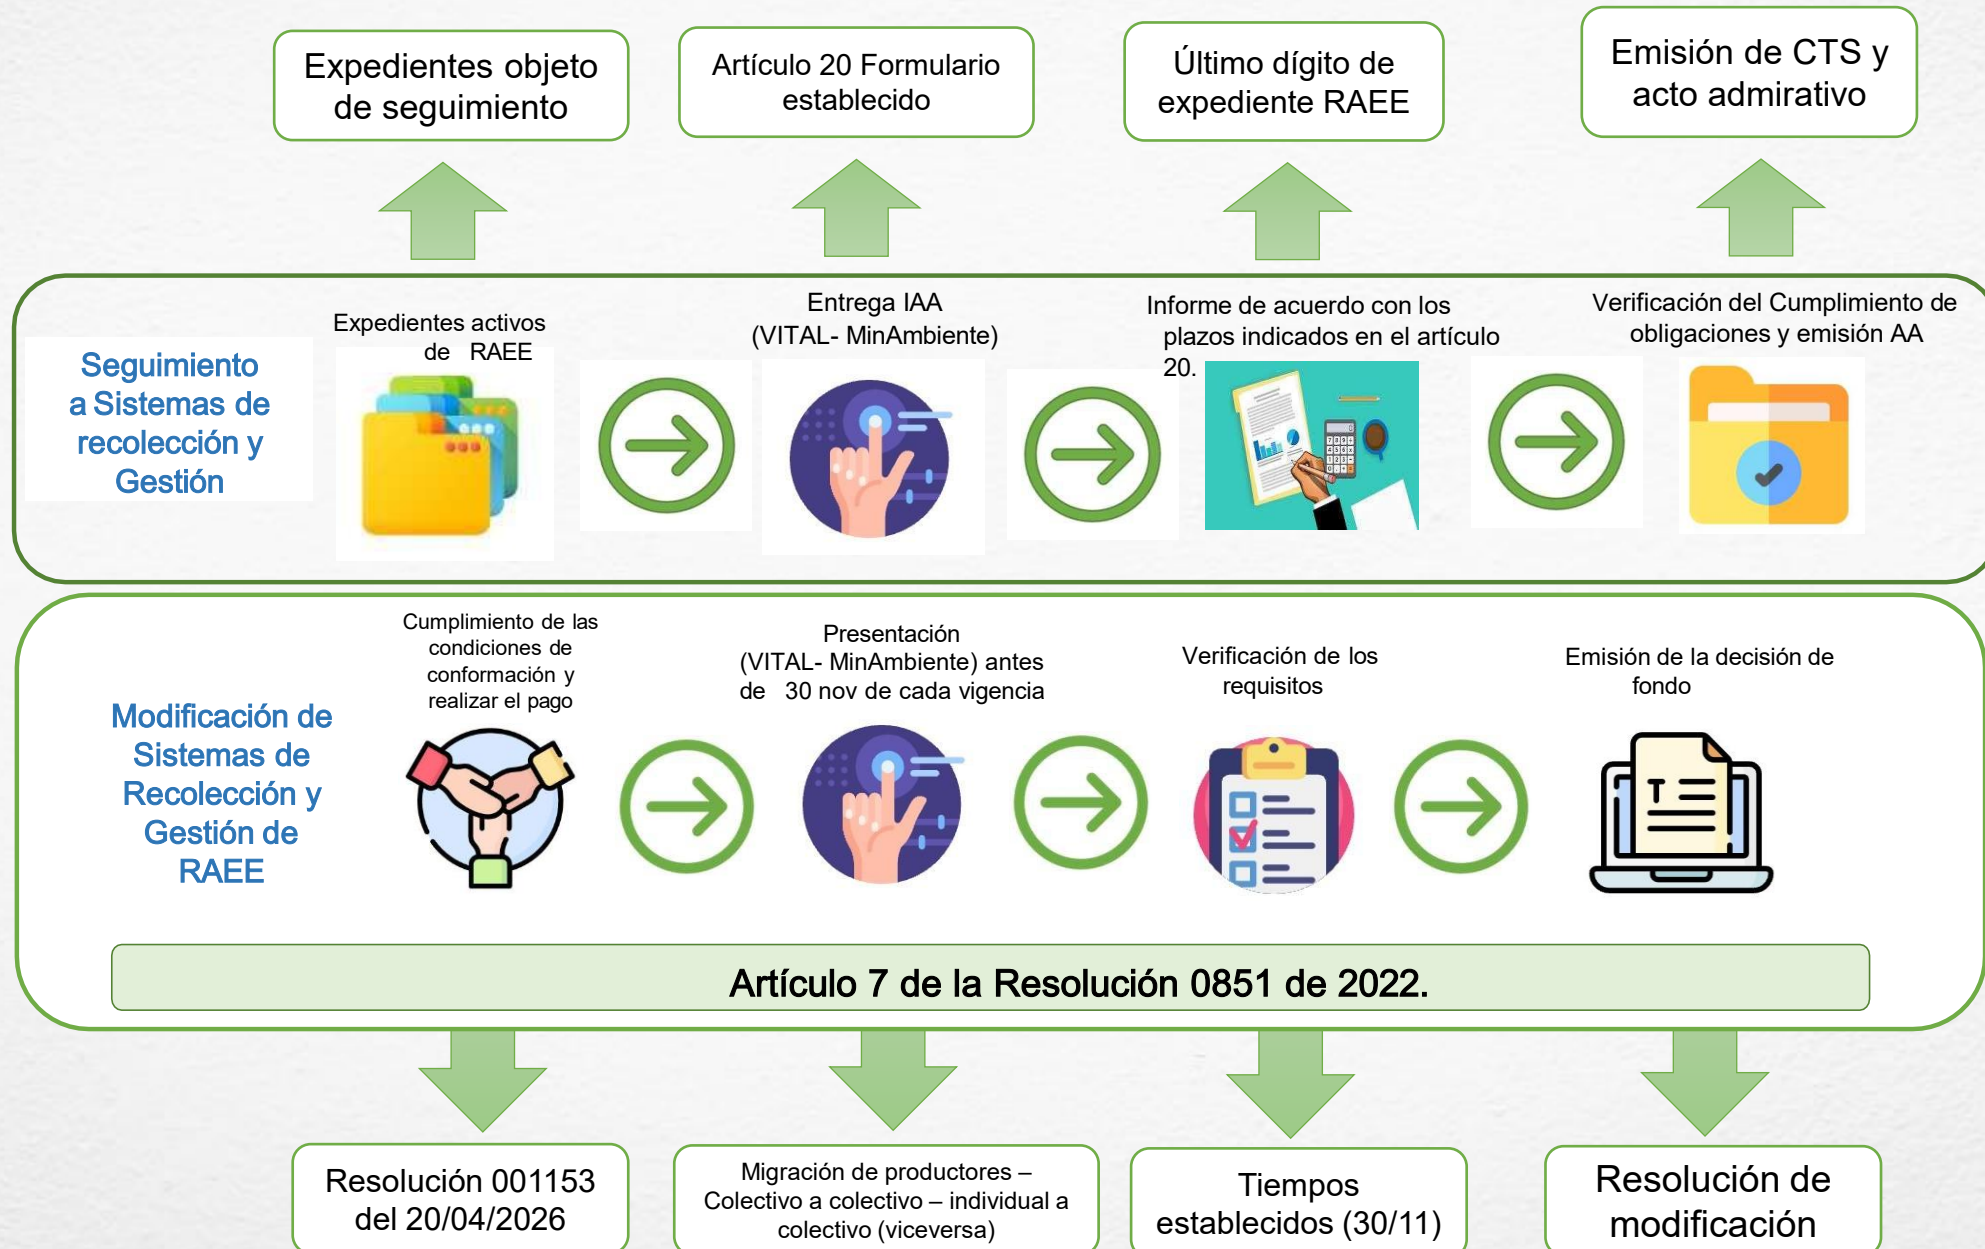 Expedientes objeto
de seguimiento
Artículo 20 Formulario
establecido
Último dígito de
expediente RAEE
Emisión de CTS y
acto admirativo
Seguimiento
a Sistemas de
recolección y
Gestión
Expedientes activos
de RAEE
Entrega IAA
(VITAL- MinAmbiente)
Informe de acuerdo con los
plazos indicados en el artículo
20.
Verificación del Cumplimiento de
obligaciones y emisión AA
Modificación de
Sistemas de
Recolección y
Gestión de
RAEE
Cumplimiento de las
condiciones de
conformación y
realizar el pago
Presentación
(VITAL- MinAmbiente) antes
de 30 nov de cada vigencia
Verificación de los
requisitos
Emisión de la decisión de
fondo
Artículo 7 de la Resolución 0851 de 2022.
Resolución 001153
del 20/04/2026
Migración de productores –
Colectivo a colectivo – individual a
colectivo (viceversa)
Tiempos
establecidos (30/11)
Resolución de
modificación